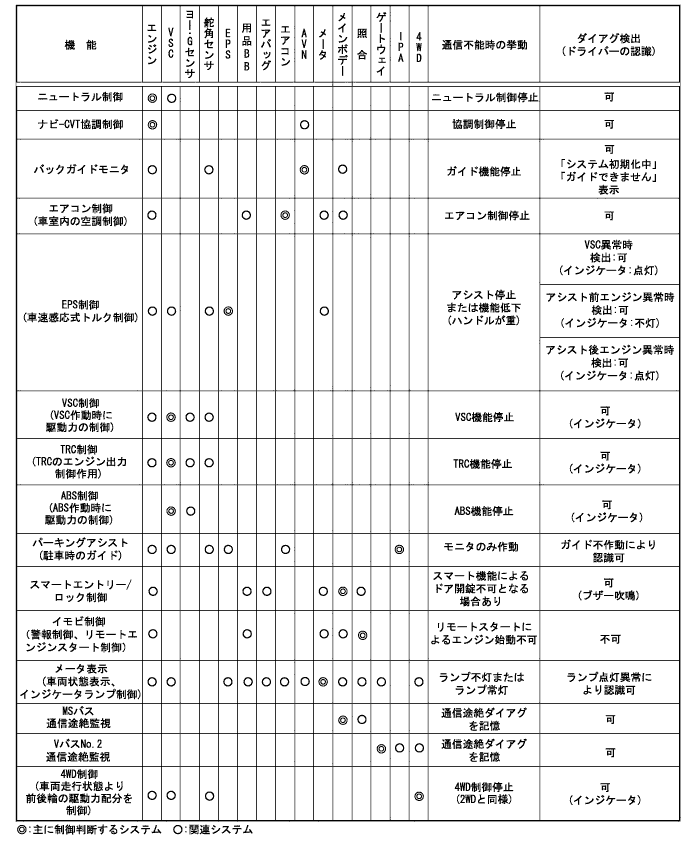 機　能
エンジン
VSC
ヨー・Gセンサ
舵角センサ
EPS
用品BB
エアバッグ
エアコン
AVN
メータ
メインボデー
照合
ゲートウェイ
IPA
4WD
通信不能時の挙動
ダイアグ検出
(ドライバーの認識)
ニュートラル制御 ◎ ○ ニュートラル制御停止 可
ナビ-CVT協調制御 ◎ ○ 協調制御停止 可
バックガイドモニタ ○ ○ ◎ ○ ガイド機能停止
可
「システム初期化中」
「ガイドできません」
表示
エアコン制御
(車室内の空調制御)
○ ○ ◎ ○ ○ エアコン制御停止 可
EPS制御
(車速感応式トルク制御)
○ ○ ○ ◎ ○
アシスト停止
または機能低下
(ハンドルが重)
VSC異常時
検出:可
(インジケータ:点灯)
アシスト前エンジン異常時
検出:可
(インジケータ:不灯)
アシスト後エンジン異常時
検出:可
(インジケータ:点灯)
VSC制御
(VSC作動時に
駆動力の制御)
○ ◎ ○ ○ VSC機能停止
可
(インジケータ)
TRC制御
(TRCのエンジン出力
制御作用)
○ ◎ ○ ○ TRC機能停止
可
(インジケータ)
ABS制御
(ABS作動時に
駆動力の制御)
◎ ○ ABS機能停止
可
(インジケータ)
パーキングアシスト
(駐車時のガイド)
○ ○ ○ ○ ○ ◎ モニタのみ作動
ガイド不作動により
認識可
スマートエントリー/
ロック制御
○ ○ ○ ○ ◎ ○
スマート機能による
ドア開錠不可となる
場合あり
可
(ブザー吹鳴)
イモビ制御
(警報制御、リモートエ
ンジンスタート制御)
○ ○ ○ ○ ◎
リモートスタートに
よるエンジン始動不可
不可
メータ表示
(車両状態表示、
インジケータランプ制御)
○ ○ ○ ○ ○ ○ ○ ◎ ○ ○ ○ ○
ランプ不灯または
ランプ常灯
ランプ点灯異常に
より認識可
MSバス
通信途絶監視
◎ ○
通信途絶ダイアグ
を記憶
可
VバスNo.2
通信途絶監視
◎ ○ ○
通信途絶ダイアグ
を記憶
可
4WD制御
(車両走行状態より
前後輪の駆動力配分を
制御)
○ ○ ○ ◎
4WD制御停止
(2WDと同様)
可
(インジケータ)
◎:主に制御判断するシステム　○:関連システム